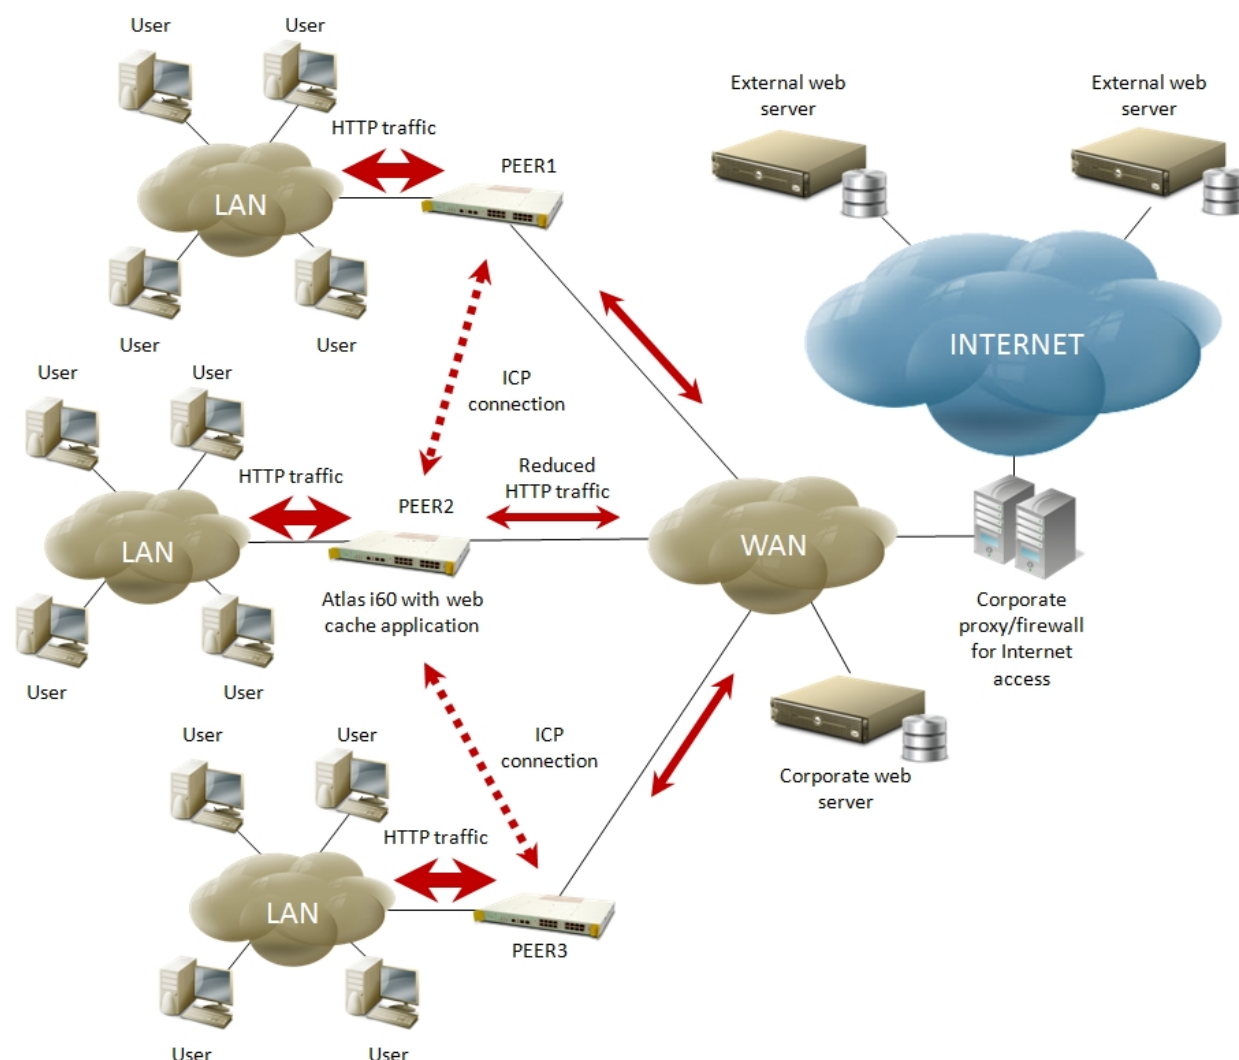 User
User
External web
server
External web
server
HTTP traffic
PEER1
LAN
User
User
INTERNET
User
User
ICP
connection
HTTP traffic
Reduced
HTTP traffic
PEER2
LAN
WAN
Atlas i60 with web
cache application
Corporate
proxy/firewall
for Internet
access
User
User
User
User
ICP
connection
Corporate web
server
HTTP traffic
LAN
PEER3
User
User